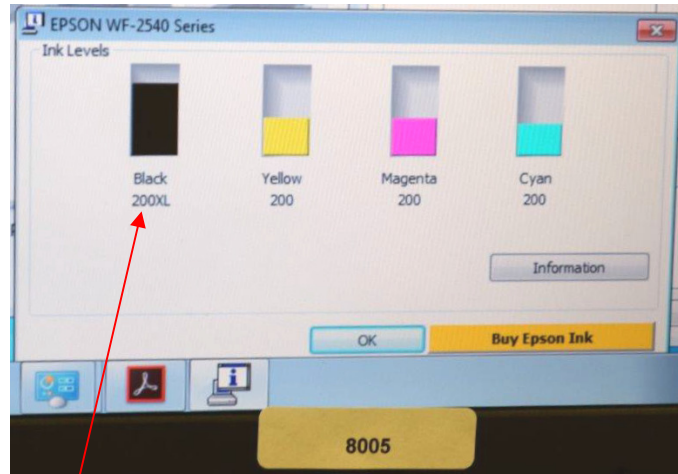 EPSON WF-2540 Series
Ink Levels
Black
200XL
Yellow
200
Magenta
200
Cyan
200
Information
OK
Buy Epson Ink
8005